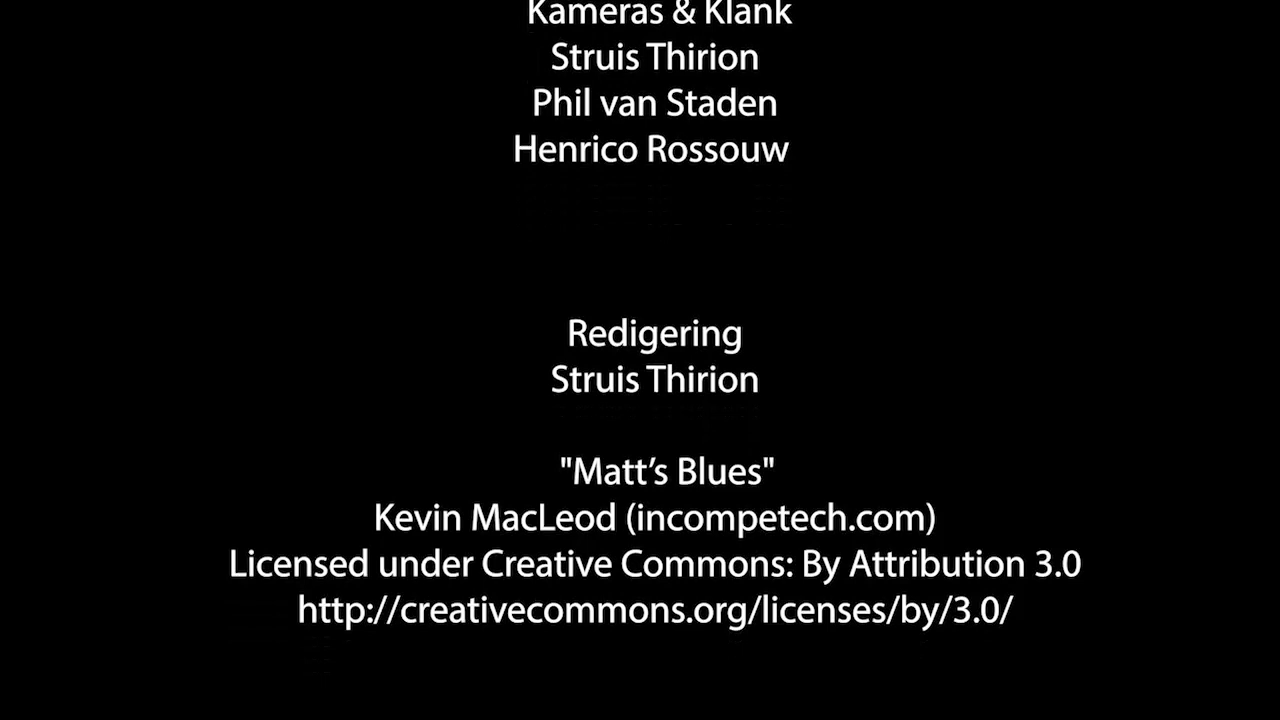 Kameras & Klank
Struis Thirion
Phil van Staden
Henrico Rossouw
Redigering
Struis Thirion
"Matt’s Blues"
Kevin MacLeod (incompetech.com)
Licensed under Creative Commons: By Attribution 3.0
http://creativecommons.org/licenses/by/3.0/